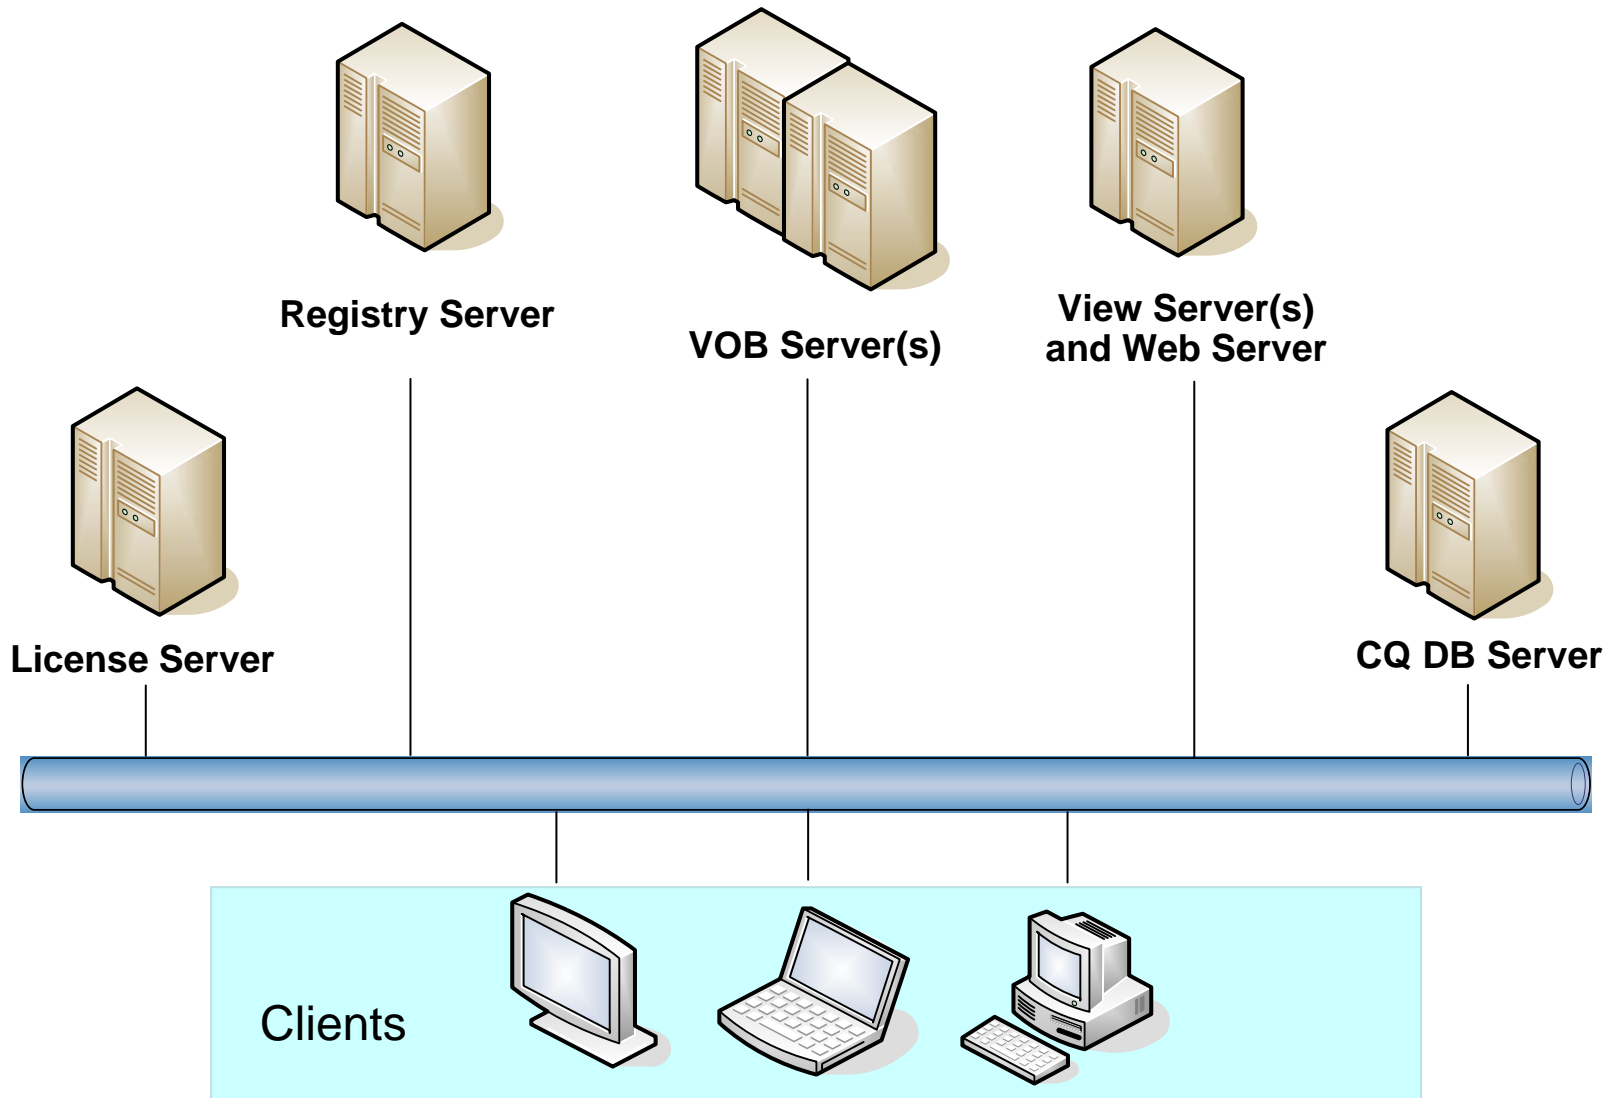 Registry Server
VOB Server(s)
View Server(s)
and Web Server
License Server
CQ DB Server
Clients